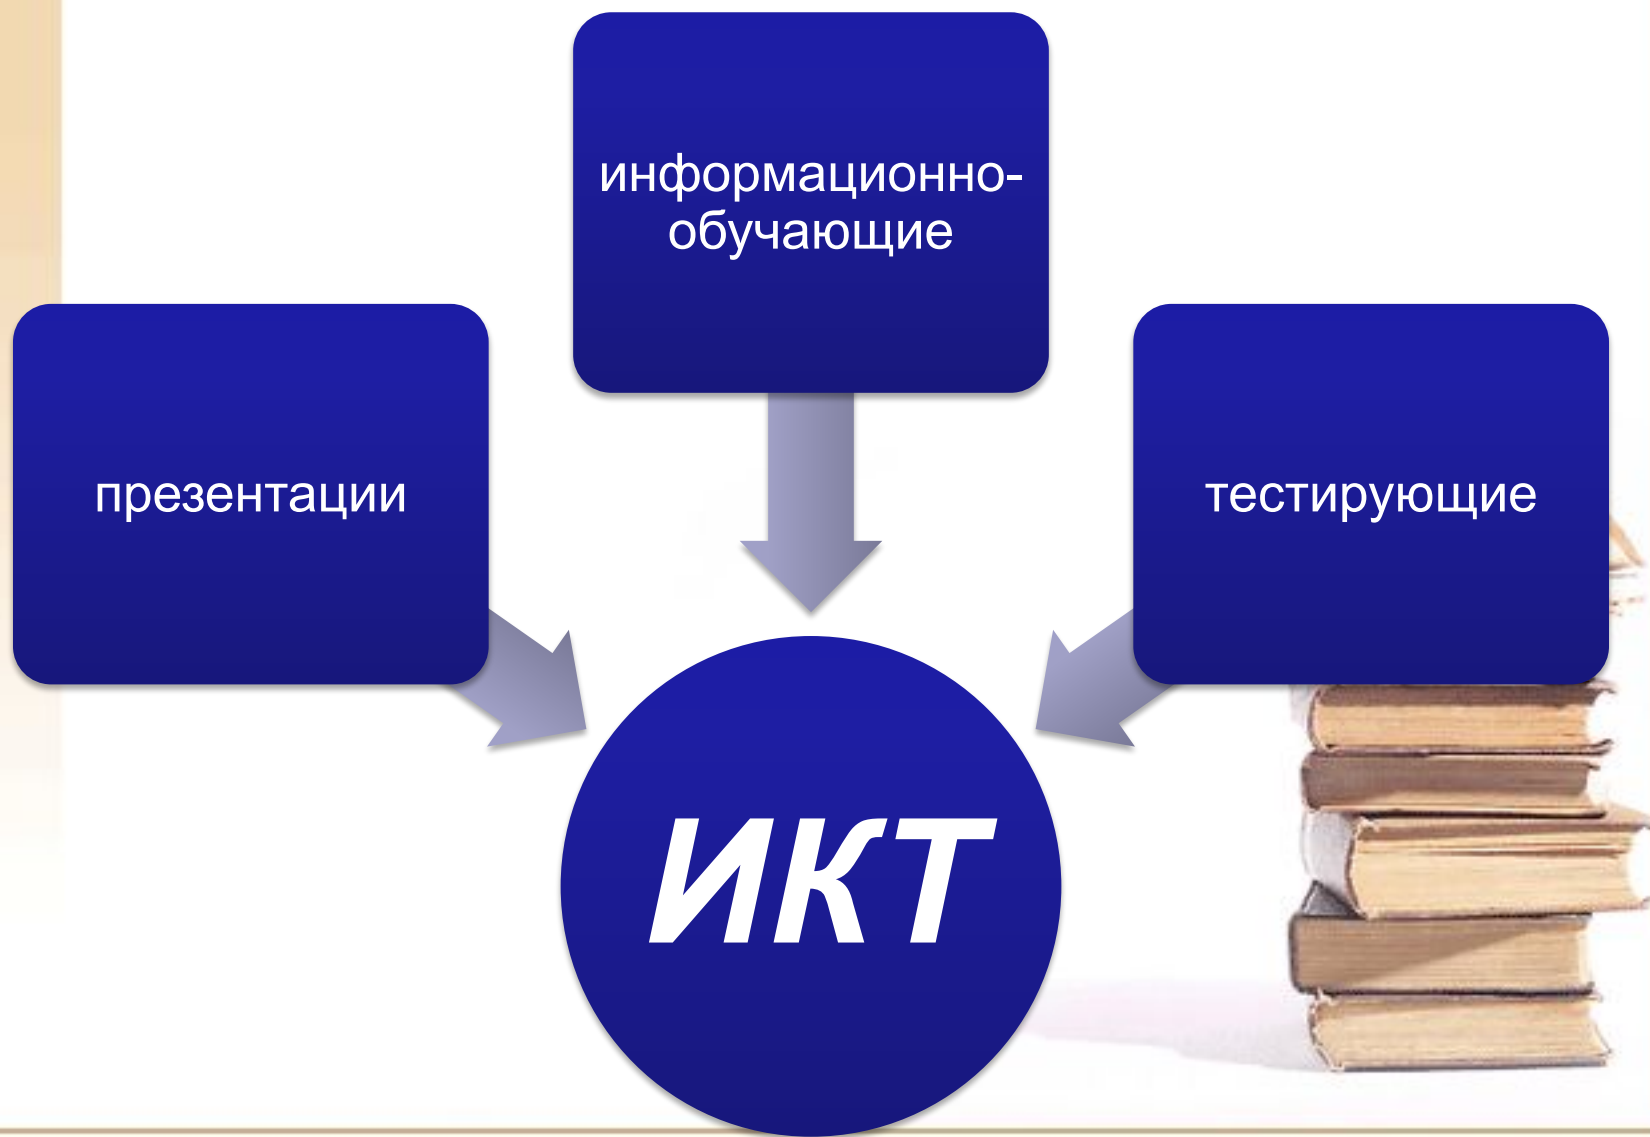 информационно-
обучающие
презентации
тестирующие
ИКТ